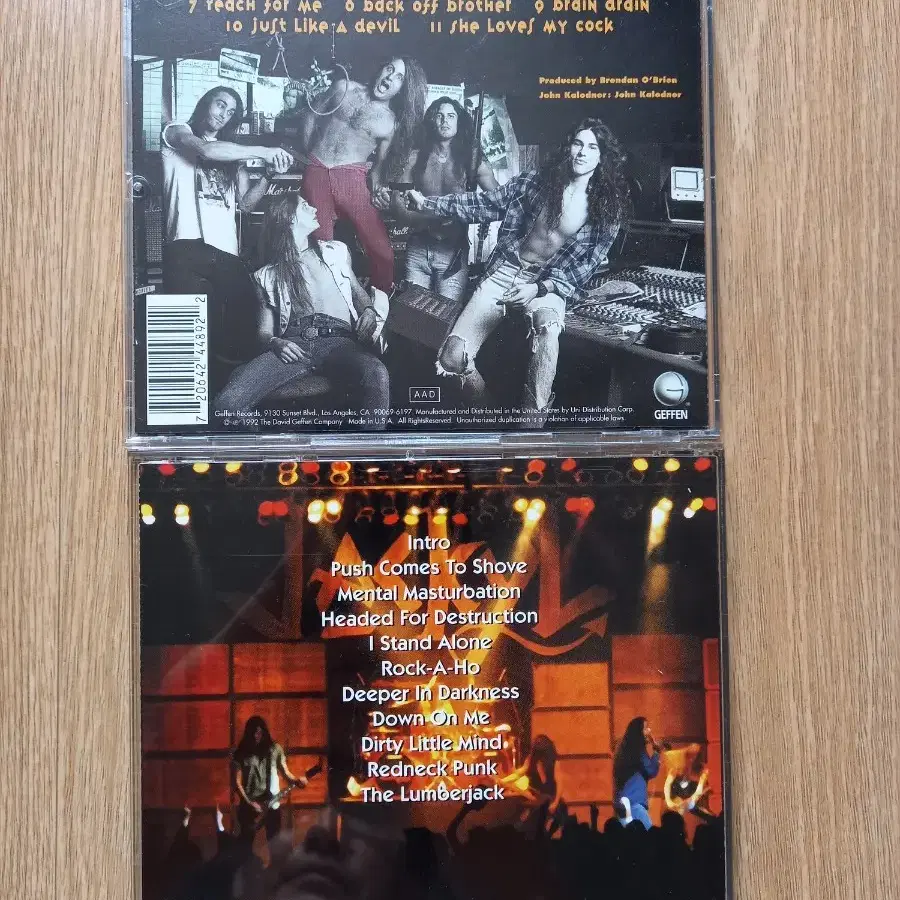 7 reach for me 8 back off brother 9 brain drain
10 just Like A devil 11 she Loves my cock
Produced by Brendan O'Brien
John Kalodner: John Kalodner
Marshall
AAD
7 20642 44892 2
Geffen Records, 9130 Sunset Blvd., Los Angeles, CA 90069-6197. Manufactured and Distributed in the United States by Uni Distribution Corp.
©℗ 1992 The David Geffen Company Made in U.S.A. All Rights Reserved. Unauthorized duplication is a violation of applicable laws.
GEFFEN
Intro
Push Comes To Shove
Mental Masturbation
Headed For Destruction
I Stand Alone
Rock-A-Ho
Deeper In Darkness
Down On Me
Dirty Little Mind
Redneck Punk
The Lumberjack